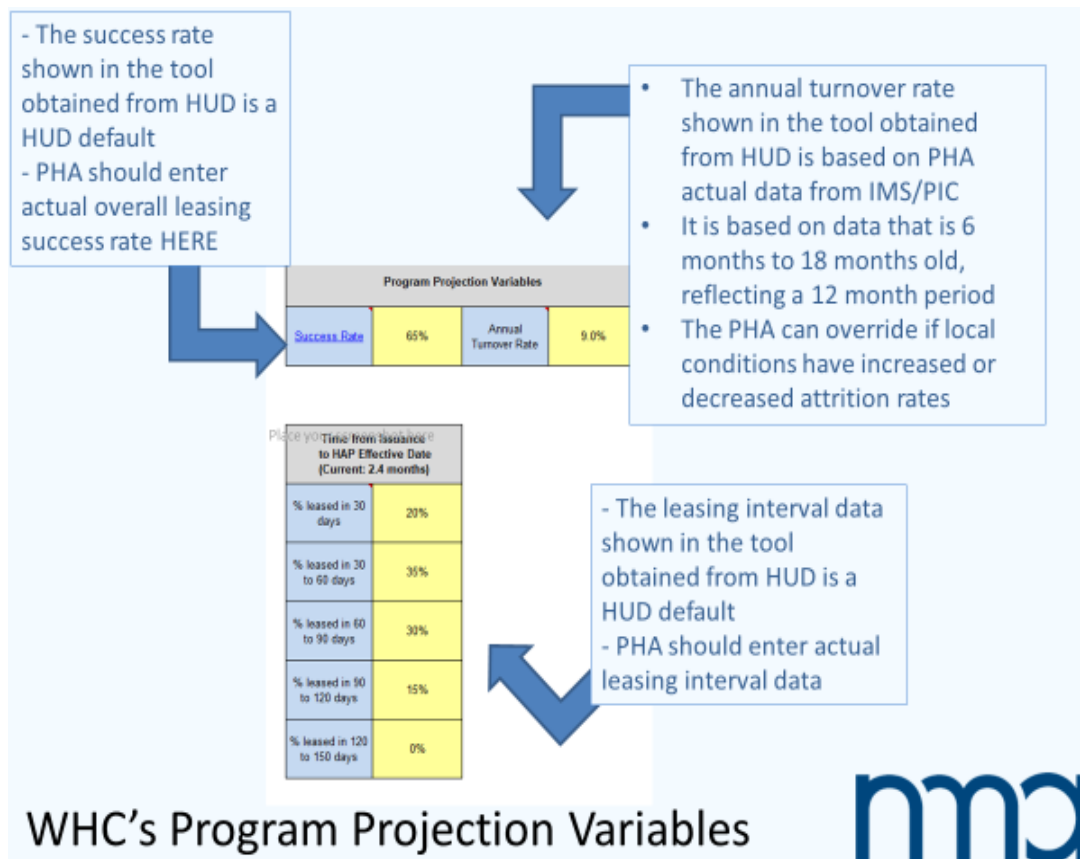 - The success rate
shown in the tool
obtained from HUD is a
HUD default
- PHA should enter
actual overall leasing
success rate HERE
• The annual turnover rate
shown in the tool obtained
from HUD is based on PHA
actual data from IMS/PIC
• It is based on data that is 6
months to 18 months old,
reflecting a 12 month period
• The PHA can override if local
conditions have increased or
decreased attrition rates
Program Projection Variables
Success Rate 65% Annual Turnover Rate 9.0%
Place your screenshot here
Time from Issuance
to HAP Effective Date
(Current: 2.4 months)
% leased in 30
days 20%
% leased in 30
to 60 days 35%
% leased in 60
to 90 days 30%
% leased in 90
to 120 days 15%
% leased in 120
to 150 days 0%
- The leasing interval data
shown in the tool
obtained from HUD is a
HUD default
- PHA should enter actual
leasing interval data
WHC's Program Projection Variables
nma